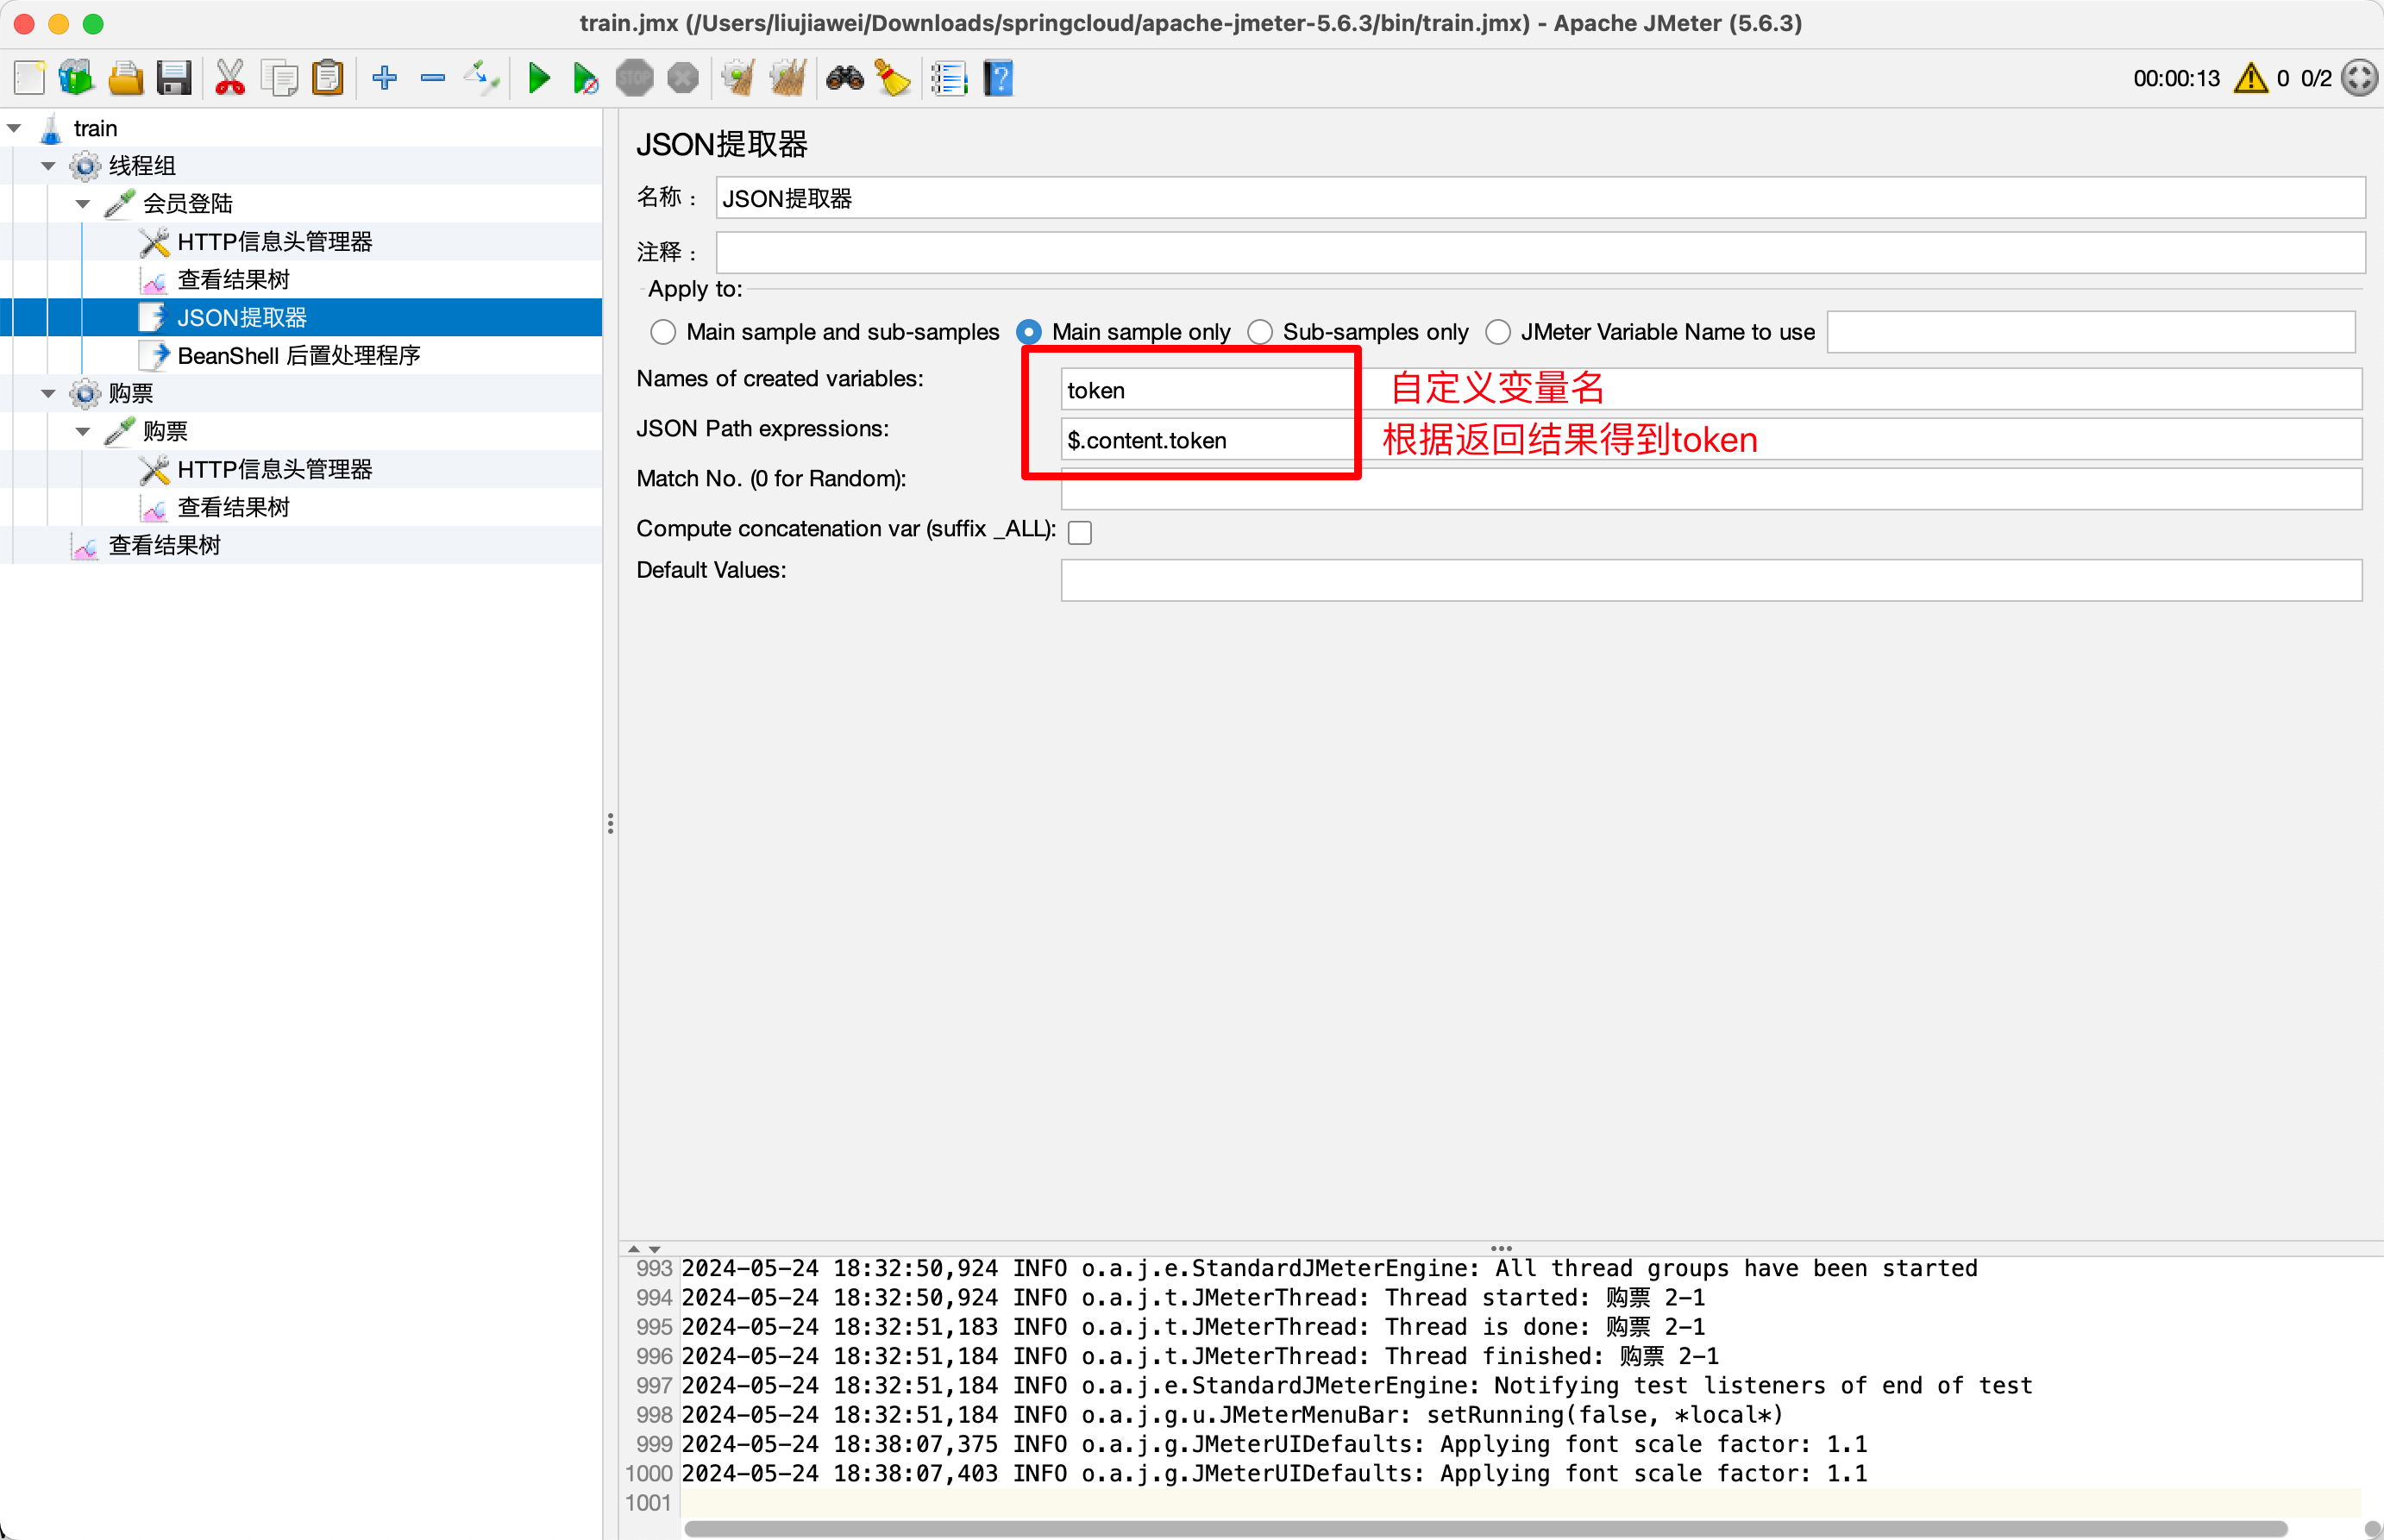 train.jmx (/Users/liujiawei/Downloads/springcloud/apache-jmeter-5.6.3/bin/train.jmx) - Apache JMeter (5.6.3)
STOP
00:00:13
0
0/2
train
线程组
会员登陆
HTTP信息头管理器
查看结果树
JSON提取器
BeanShell 后置处理程序
购票
购票
HTTP信息头管理器
查看结果树
查看结果树
JSON提取器
名称： JSON提取器
注释：
Apply to:
Main sample and sub-samples Main sample only Sub-samples only JMeter Variable Name to use
Names of created variables: token 自定义变量名
JSON Path expressions: $.content.token 根据返回结果得到token
Match No. (0 for Random):
Compute concatenation var (suffix _ALL):
Default Values:
993 2024-05-24 18:32:50,924 INFO o.a.j.e.StandardJMeterEngine: All thread groups have been started
994 2024-05-24 18:32:50,924 INFO o.a.j.t.JMeterThread: Thread started: 购票 2-1
995 2024-05-24 18:32:51,183 INFO o.a.j.t.JMeterThread: Thread is done: 购票 2-1
996 2024-05-24 18:32:51,184 INFO o.a.j.t.JMeterThread: Thread finished: 购票 2-1
997 2024-05-24 18:32:51,184 INFO o.a.j.e.StandardJMeterEngine: Notifying test listeners of end of test
998 2024-05-24 18:32:51,184 INFO o.a.j.g.u.JMeterMenuBar: setRunning(false, *local*)
999 2024-05-24 18:38:07,375 INFO o.a.j.g.JMeterUIDefaults: Applying font scale factor: 1.1
1000 2024-05-24 18:38:07,403 INFO o.a.j.g.JMeterUIDefaults: Applying font scale factor: 1.1
1001